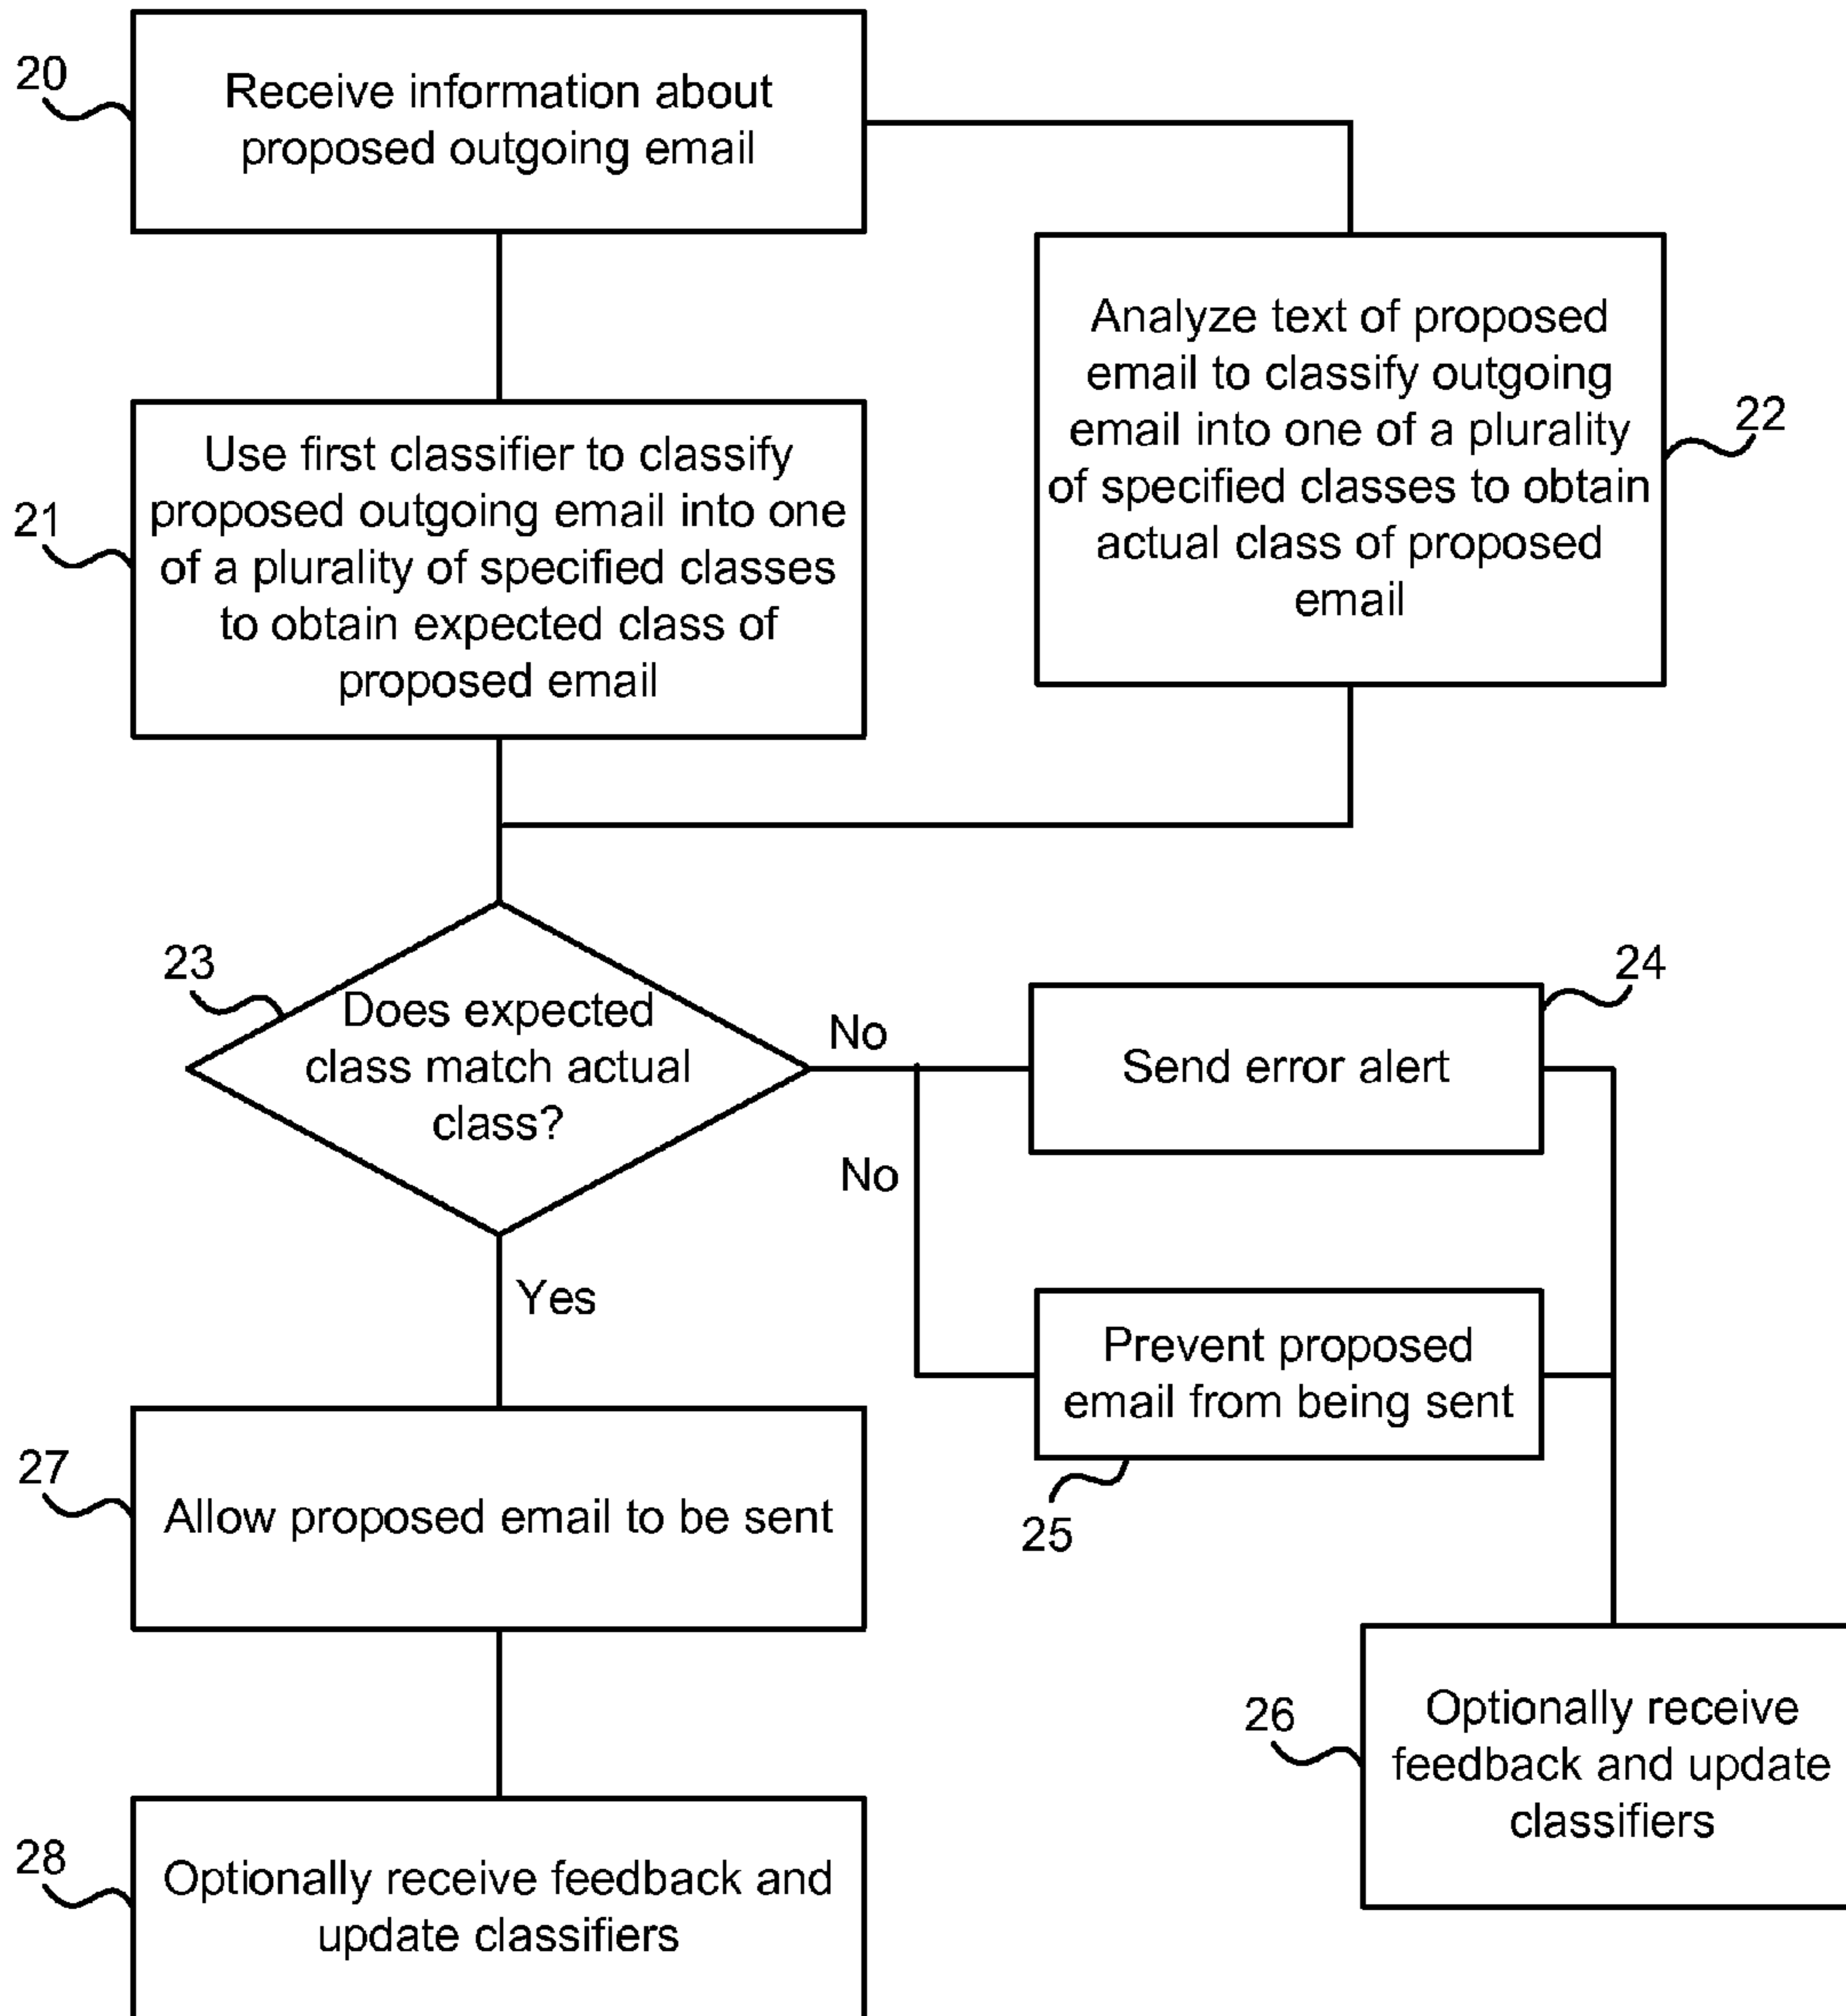 20
Receive information about
proposed outgoing email
21
Use first classifier to classify
proposed outgoing email into one
of a plurality of specified classes
to obtain expected class of
proposed email
Analyze text of proposed
email to classify outgoing
email into one of a plurality
of specified classes to obtain
actual class of proposed
email
22
23
Does expected
class match actual
class?
No
No
Yes
24
Send error alert
Prevent proposed
email from being sent
25
27
Allow proposed email to be sent
26
Optionally receive
feedback and update
classifiers
28
Optionally receive feedback and
update classifiers